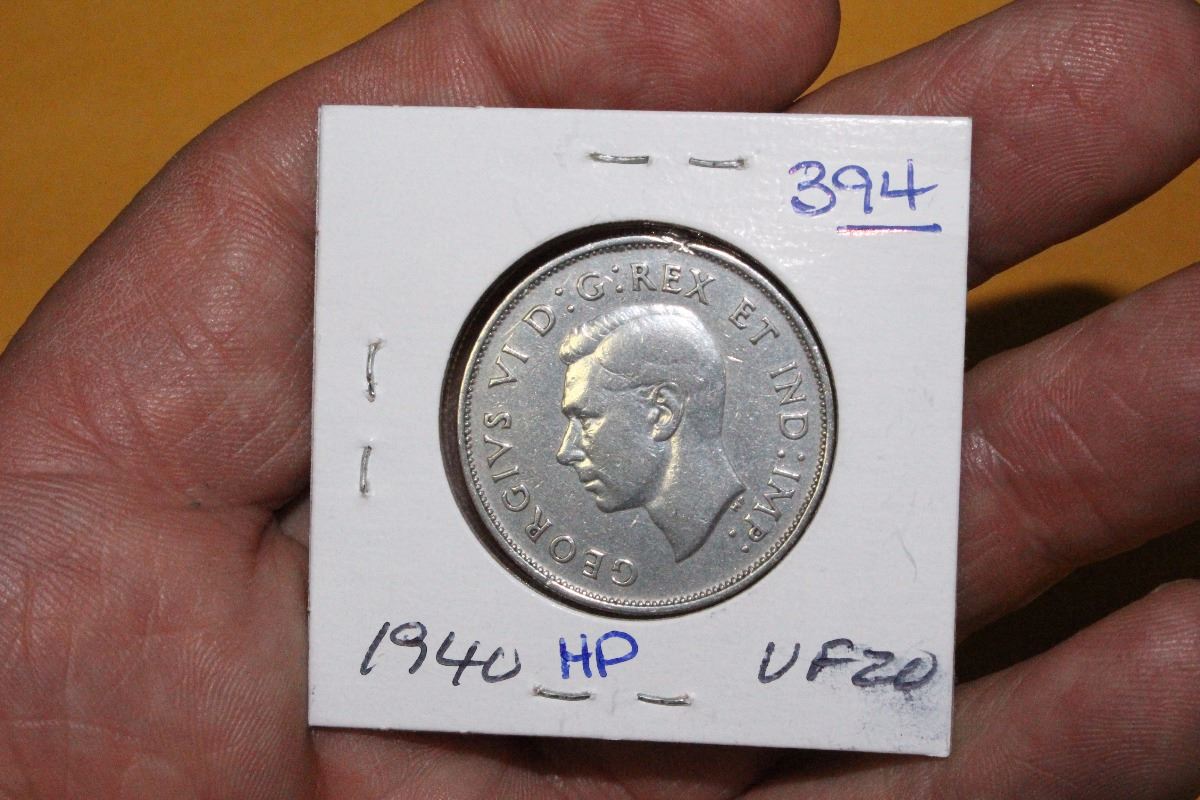 394
GEORGIVS VI D:G:REX ET IND:IMP:
1940 HP VF20